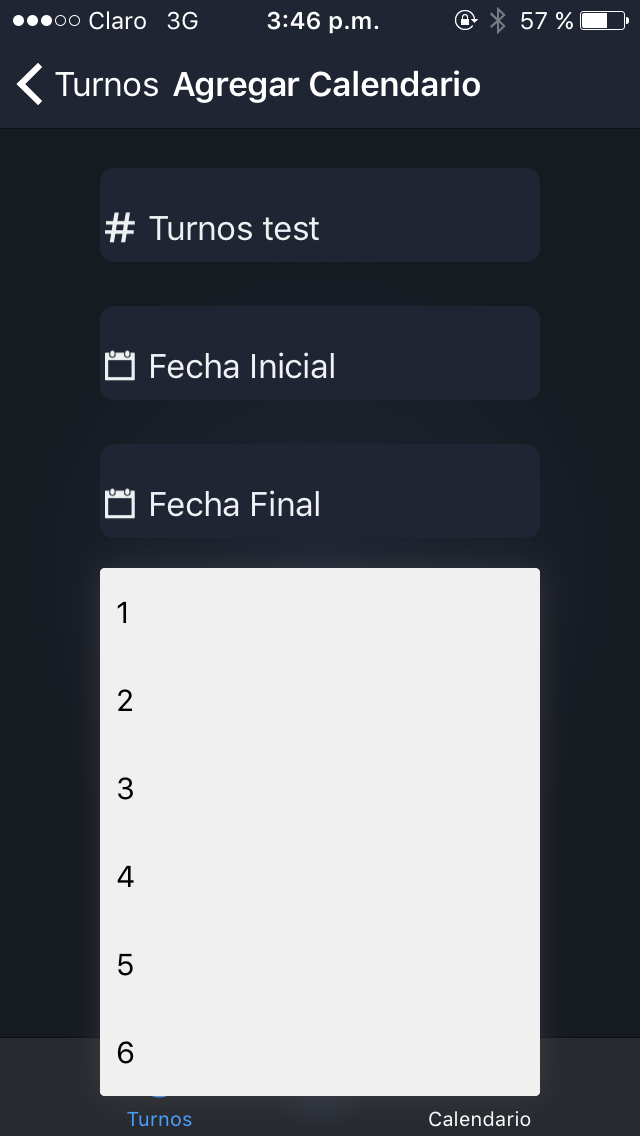 Claro 3G 3:46 p.m. 57 %
Turnos Agregar Calendario
# Turnos test
Fecha Inicial
Fecha Final
1
2
3
4
5
6
Turnos Calendario